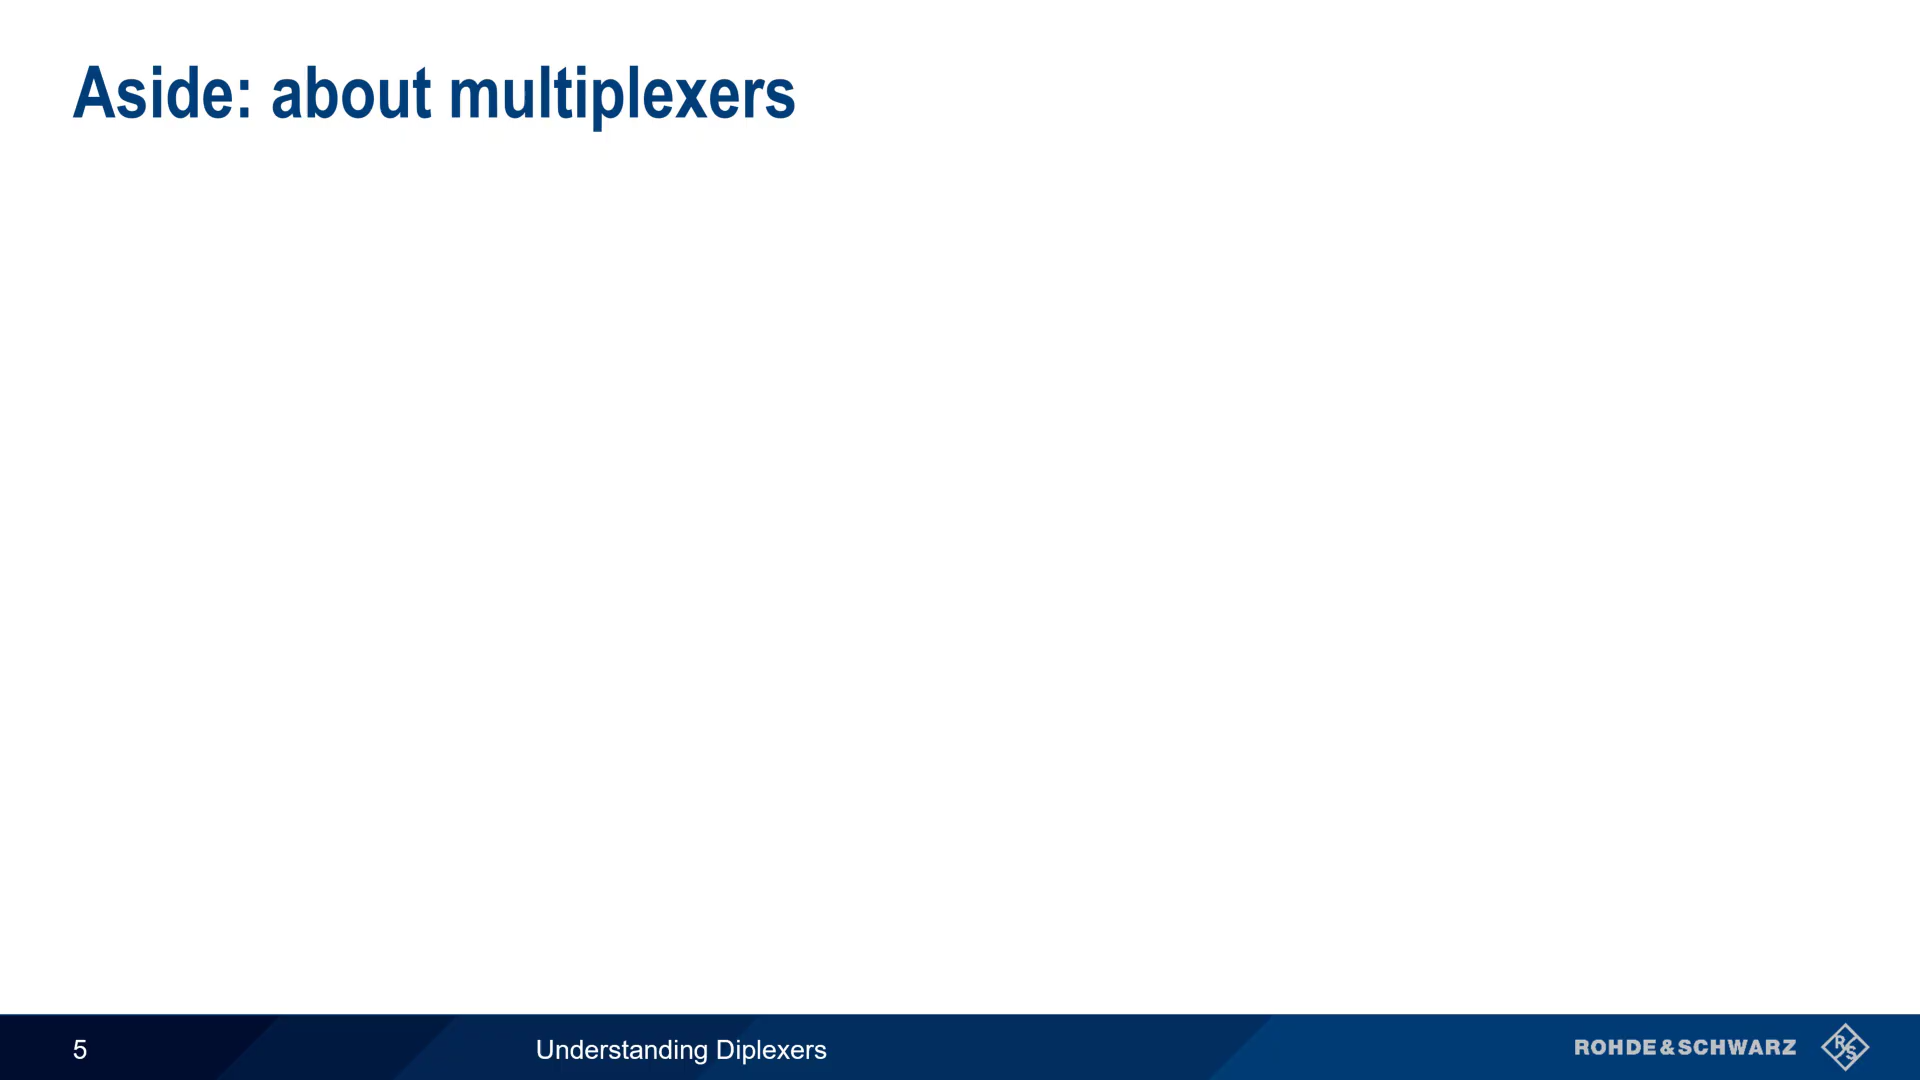 Aside: about multiplexers
5
Understanding Diplexers
ROHDE&SCHWARZ
R S